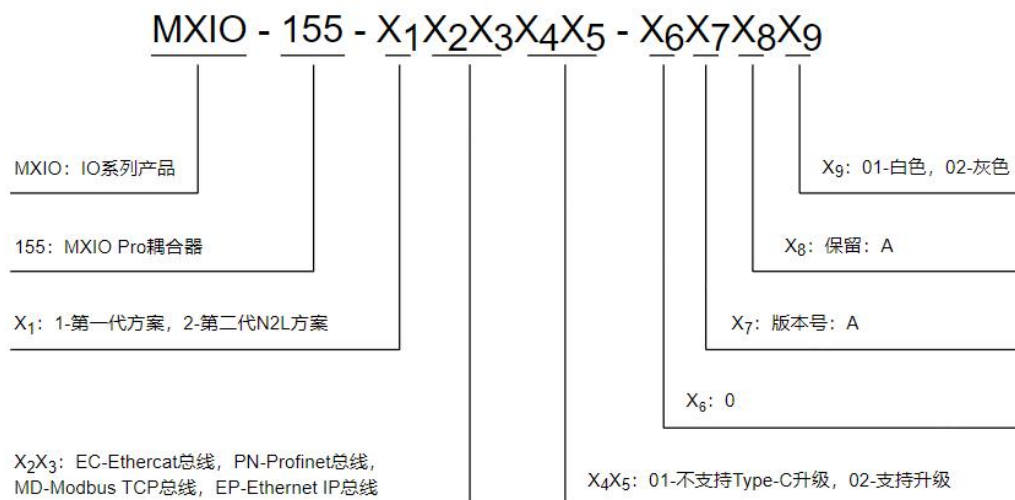 MXIO - 155 - X1X2X3X4X5 - X6X7X8X9
MXIO：IO系列产品
X9：01-白色，02-灰色
155：MXIO Pro耦合器
X8：保留：A
X1：1-第一代方案，2-第二代N2L方案
X7：版本号：A
X6：0
X2X3：EC-Ethercat总线，PN-Profinet总线，
MD-Modbus TCP总线，EP-Ethernet IP总线
X4X5：01-不支持Type-C升级，02-支持升级